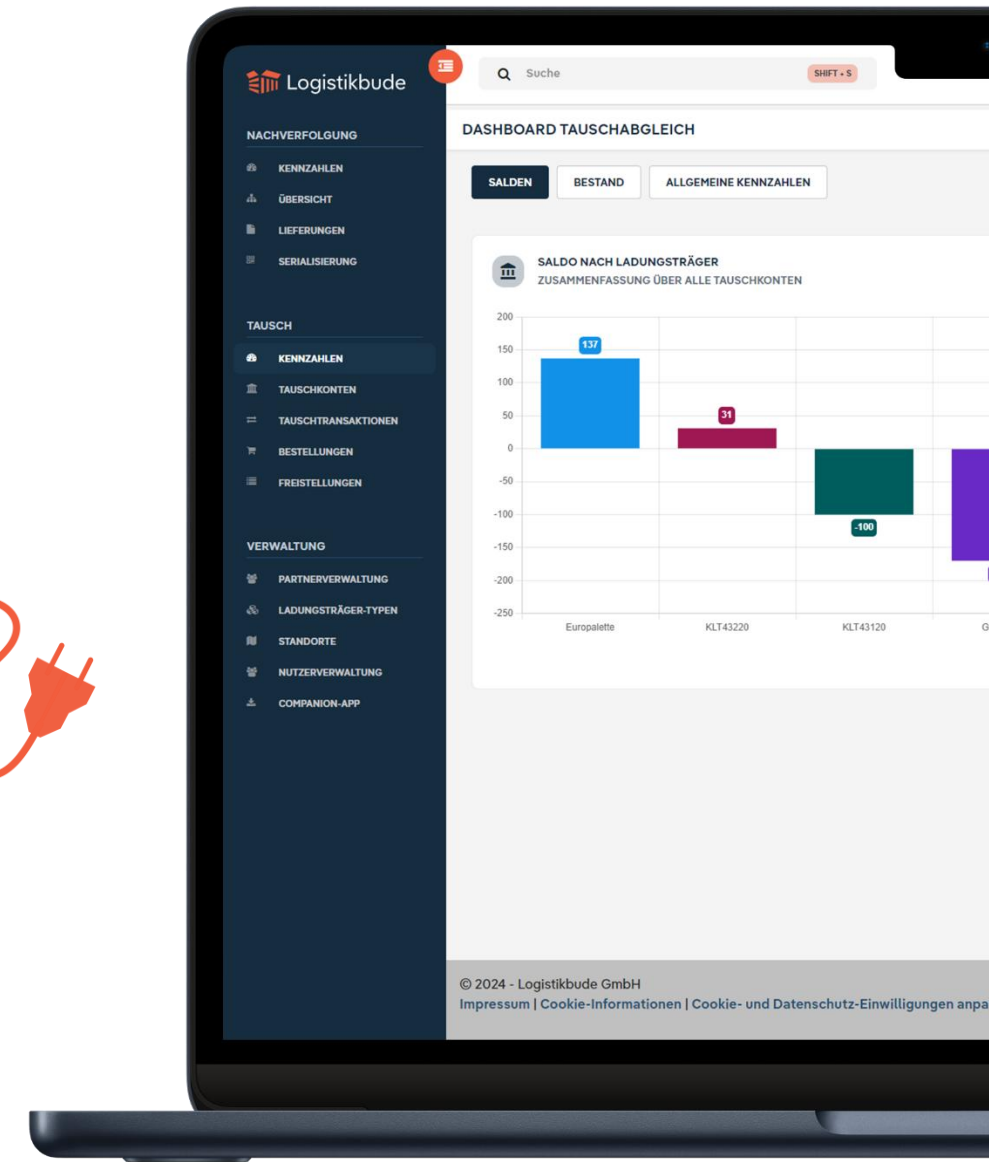 Logistikbude
Suche
SHIFT + S
NACHVERFOLGUNG
KENNZAHLEN
ÜBERSICHT
LIEFERUNGEN
SERIALISIERUNG
TAUSCH
KENNZAHLEN
TAUSCHKONTEN
TAUSCHTRANSAKTIONEN
BESTELLUNGEN
FREISTELLUNGEN
VERWALTUNG
PARTNERVERWALTUNG
LADUNGSTRÄGER-TYPEN
STANDORTE
NUTZERVERWALTUNG
COMPANION-APP
DASHBOARD TAUSCHABGLEICH
SALDEN BESTAND ALLGEMEINE KENNZAHLEN
SALDO NACH LADUNGSTRÄGER
ZUSAMMENFASSUNG ÜBER ALLE TAUSCHKONTEN
200
150
100
50
0
-50
-100
-150
-200
-250
137
31
-100
Europalette KLT43220 KLT43120 G
© 2024 - Logistikbude GmbH
Impressum | Cookie-Informationen | Cookie- und Datenschutz-Einwilligungen anpa